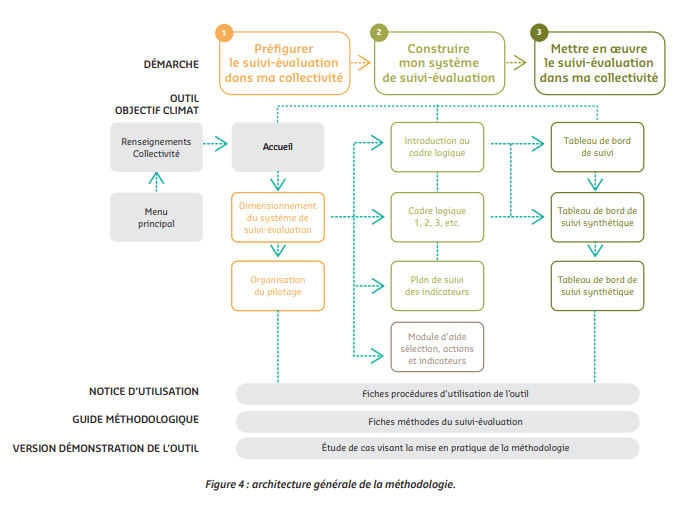 1
Préfigurer
le suivi-évaluation
dans ma collectivité
2
Construire
mon système
de suivi-évaluation
3
Mettre en œuvre
le suivi-évaluation
dans ma collectivité
DÉMARCHE
OUTIL
OBJECTIF CLIMAT
Renseignements
Collectivité
Accueil
Introduction au
cadre logique
Tableau de bord
de suivi
Menu
principal
Dimensionnement
du système de
suivi-évaluation
Cadre logique
1, 2, 3, etc.
Tableau de bord de
suivi synthétique
Organisation
du pilotage
Plan de suivi
des indicateurs
Tableau de bord de
suivi synthétique
Module d'aide
sélection, actions
et indicateurs
NOTICE D'UTILISATION
Fiches procédures d'utilisation de l'outil
GUIDE MÉTHODOLOGIQUE
Fiches méthodes du suivi-évaluation
VERSION DÉMONSTRATION DE L'OUTIL
Étude de cas visant la mise en pratique de la méthodologie
Figure 4 : architecture générale de la méthodologie.